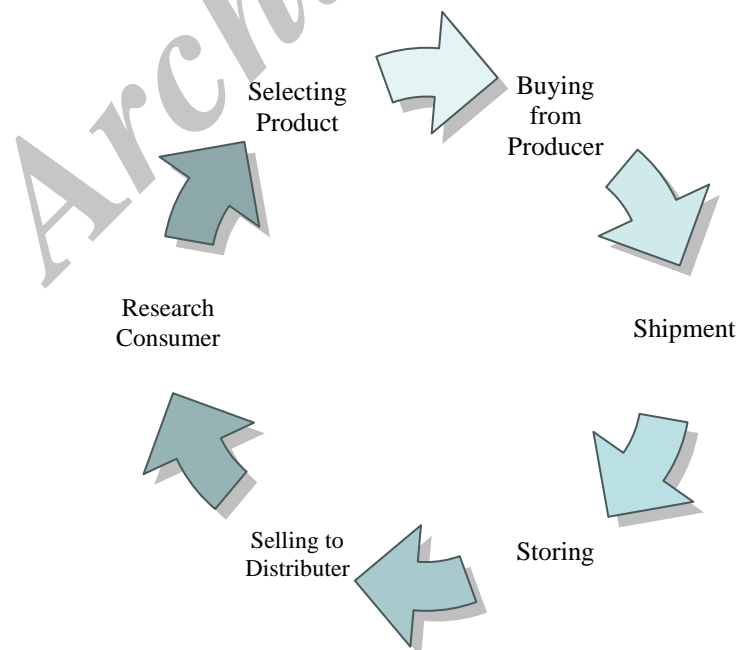 Selecting
Product
Buying
from
Producer
Shipment
Storing
Selling to
Distributer
Research
Consumer